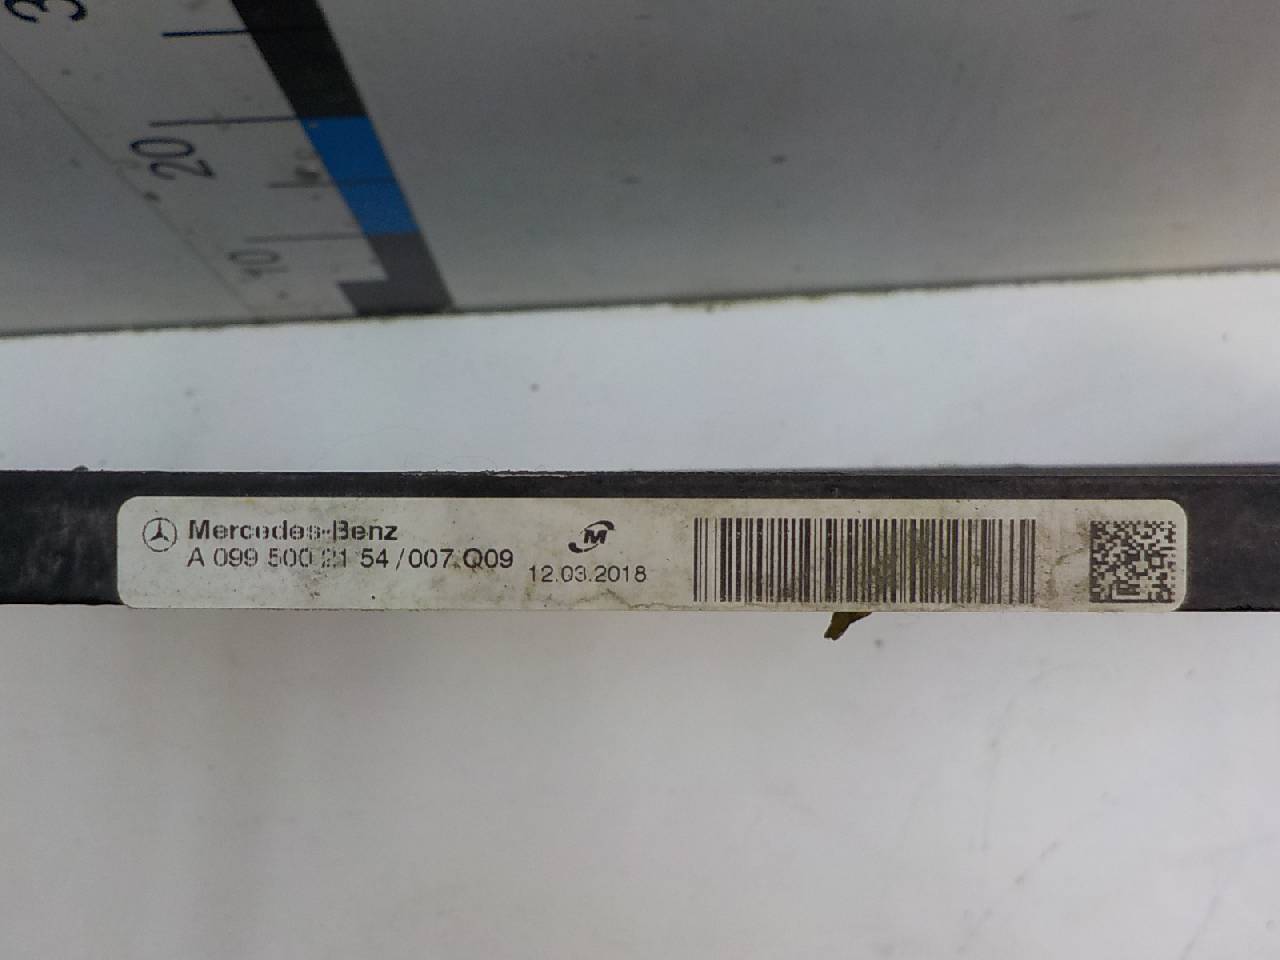 20
10
Mercedes-Benz
A 099 500 21 54 / 007 Q09
M
12.03.2018